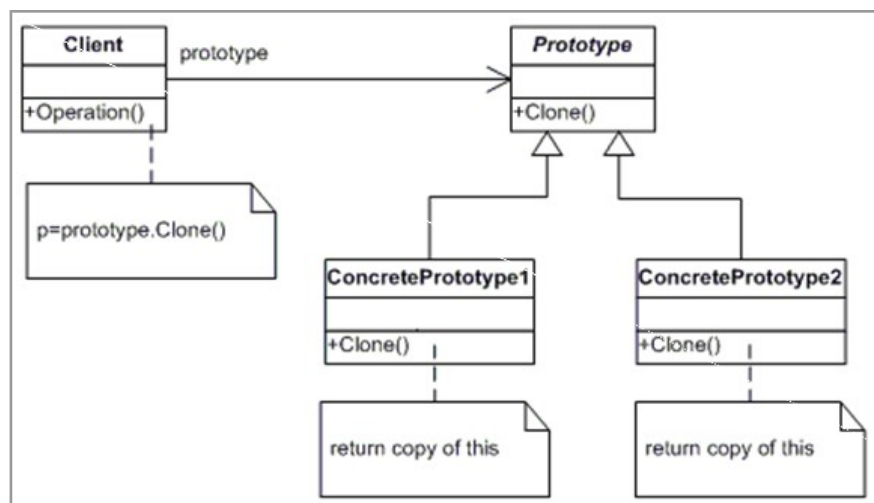 Client
+Operation()
prototype
Prototype
+Clone()
p=prototype.Clone()
ConcretePrototype1
+Clone()
ConcretePrototype2
+Clone()
return copy of this
return copy of this